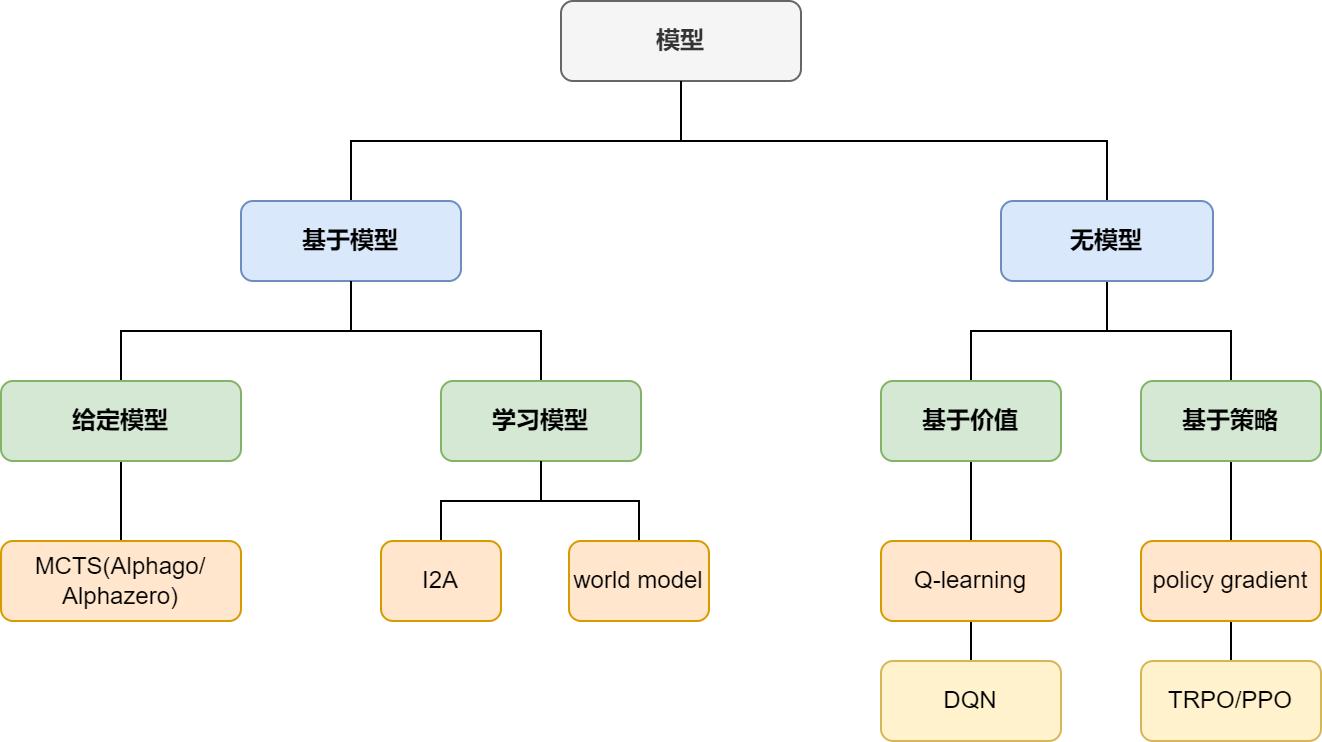 模型
基于模型
无模型
给定模型
学习模型
基于价值
基于策略
MCTS(Alphago/
Alphazero)
I2A
world model
Q-learning
policy gradient
DQN
TRPO/PPO